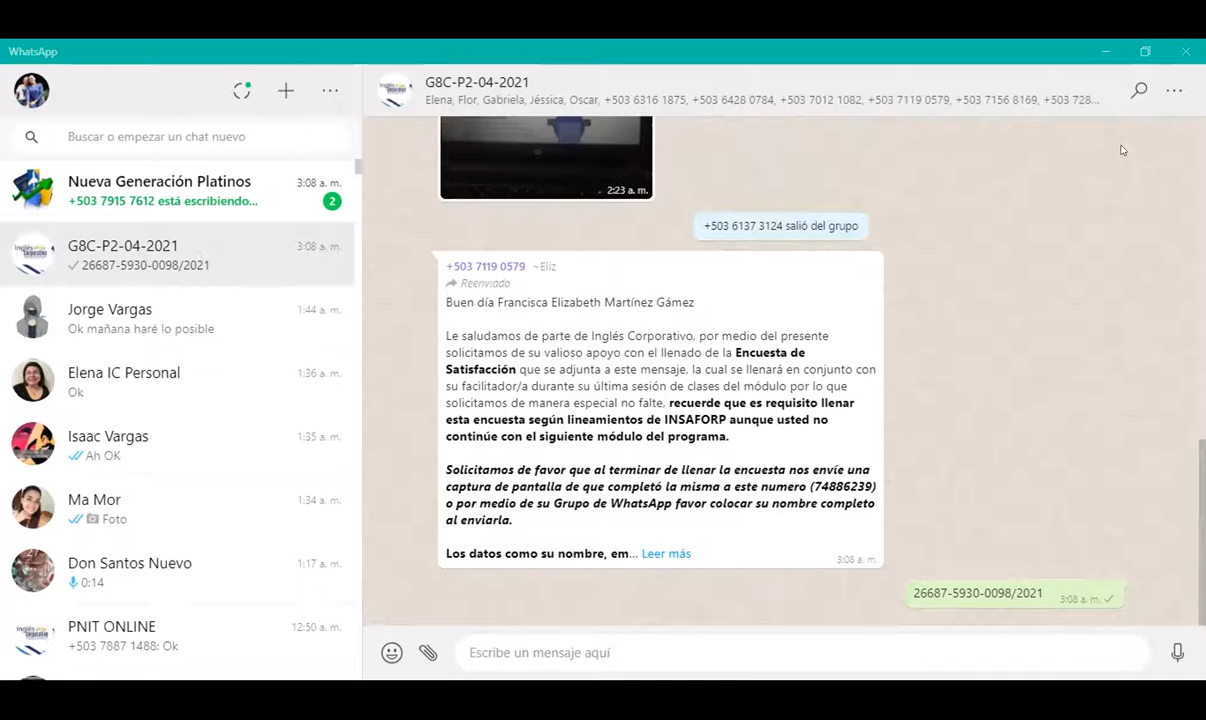 WhatsApp
Buscar o empezar un chat nuevo
Nueva Generación Platinos
3:08 a. m.
+503 7915 7612 está escribiendo...
2
G8C-P2-04-2021
3:08 a. m.
26687-5930-0098/2021
Jorge Vargas
1:44 a. m.
Ok mañana haré lo posible
Elena IC Personal
1:36 a. m.
Ok
Isaac Vargas
1:35 a. m.
Ah OK
Ma Mor
1:34 a. m.
Foto
Don Santos Nuevo
1:17 a. m.
0:14
PNIT ONLINE
12:50 a. m.
+503 7887 1488: Ok
G8C-P2-04-2021
Elena, Flor, Gabriela, Jéssica, Oscar, +503 6316 1875, +503 6428 0784, +503 7012 1082, +503 7119 0579, +503 7156 8169, +503 728...
2:23 a. m.
+503 6137 3124 salió del grupo
+503 7119 0579 ~Eliz
Reenviado
Buen día Francisca Elizabeth Martínez Gámez
Le saludamos de parte de Inglés Corporativo, por medio del presente
solicitamos de su valioso apoyo con el llenado de la Encuesta de
Satisfacción que se adjunta a este mensaje, la cual se llenará en conjunto con
su facilitador/a durante su última sesión de clases del módulo por lo que
solicitamos de manera especial no falte, recuerde que es requisito llenar
esta encuesta según lineamientos de INSAFORP aunque usted no
continúe con el siguiente módulo del programa.
Solicitamos de favor que al terminar de llenar la encuesta nos envíe una
captura de pantalla de que completó la misma a este numero (74886239)
o por medio de su Grupo de WhatsApp favor colocar su nombre completo
al enviarla.
Los datos como su nombre, em... Leer más
3:08 a. m.
26687-5930-0098/2021
3:08 a. m.
Escribe un mensaje aquí